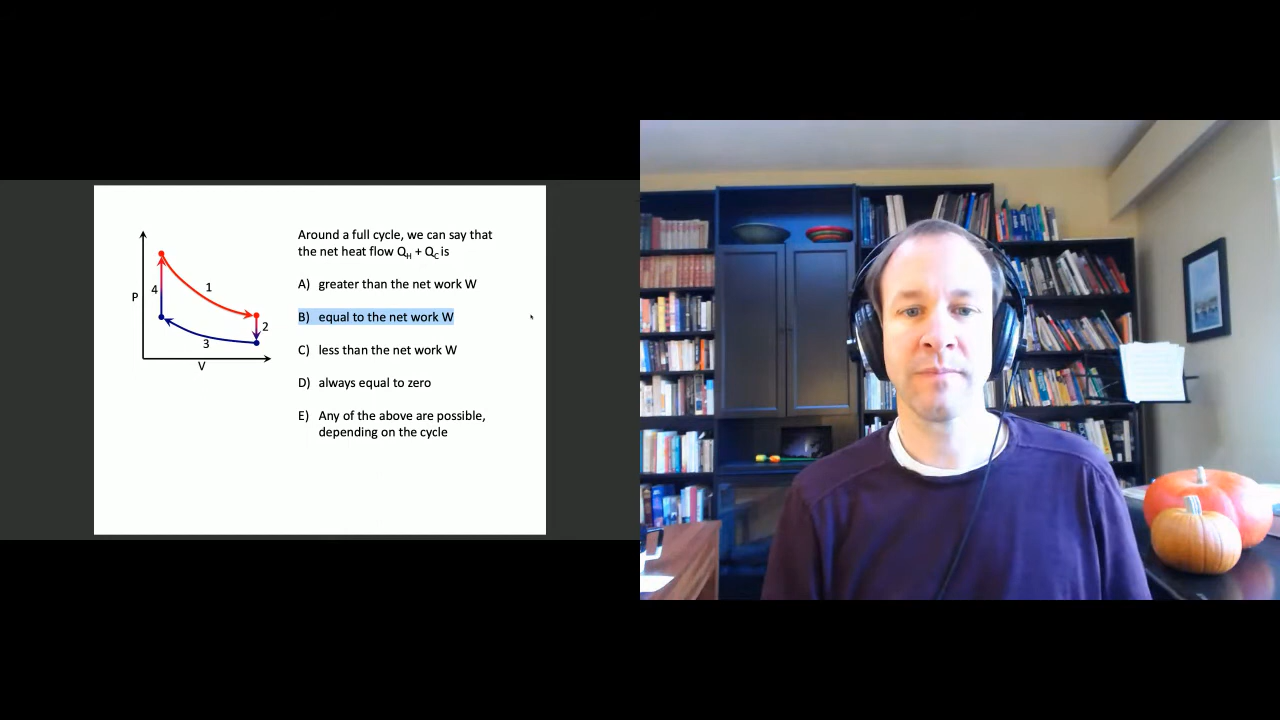 Around a full cycle, we can say that
the net heat flow QH + QC is
A) greater than the net work W
B) equal to the net work W
C) less than the net work W
D) always equal to zero
E) Any of the above are possible,
depending on the cycle
P
V
1
2
3
4